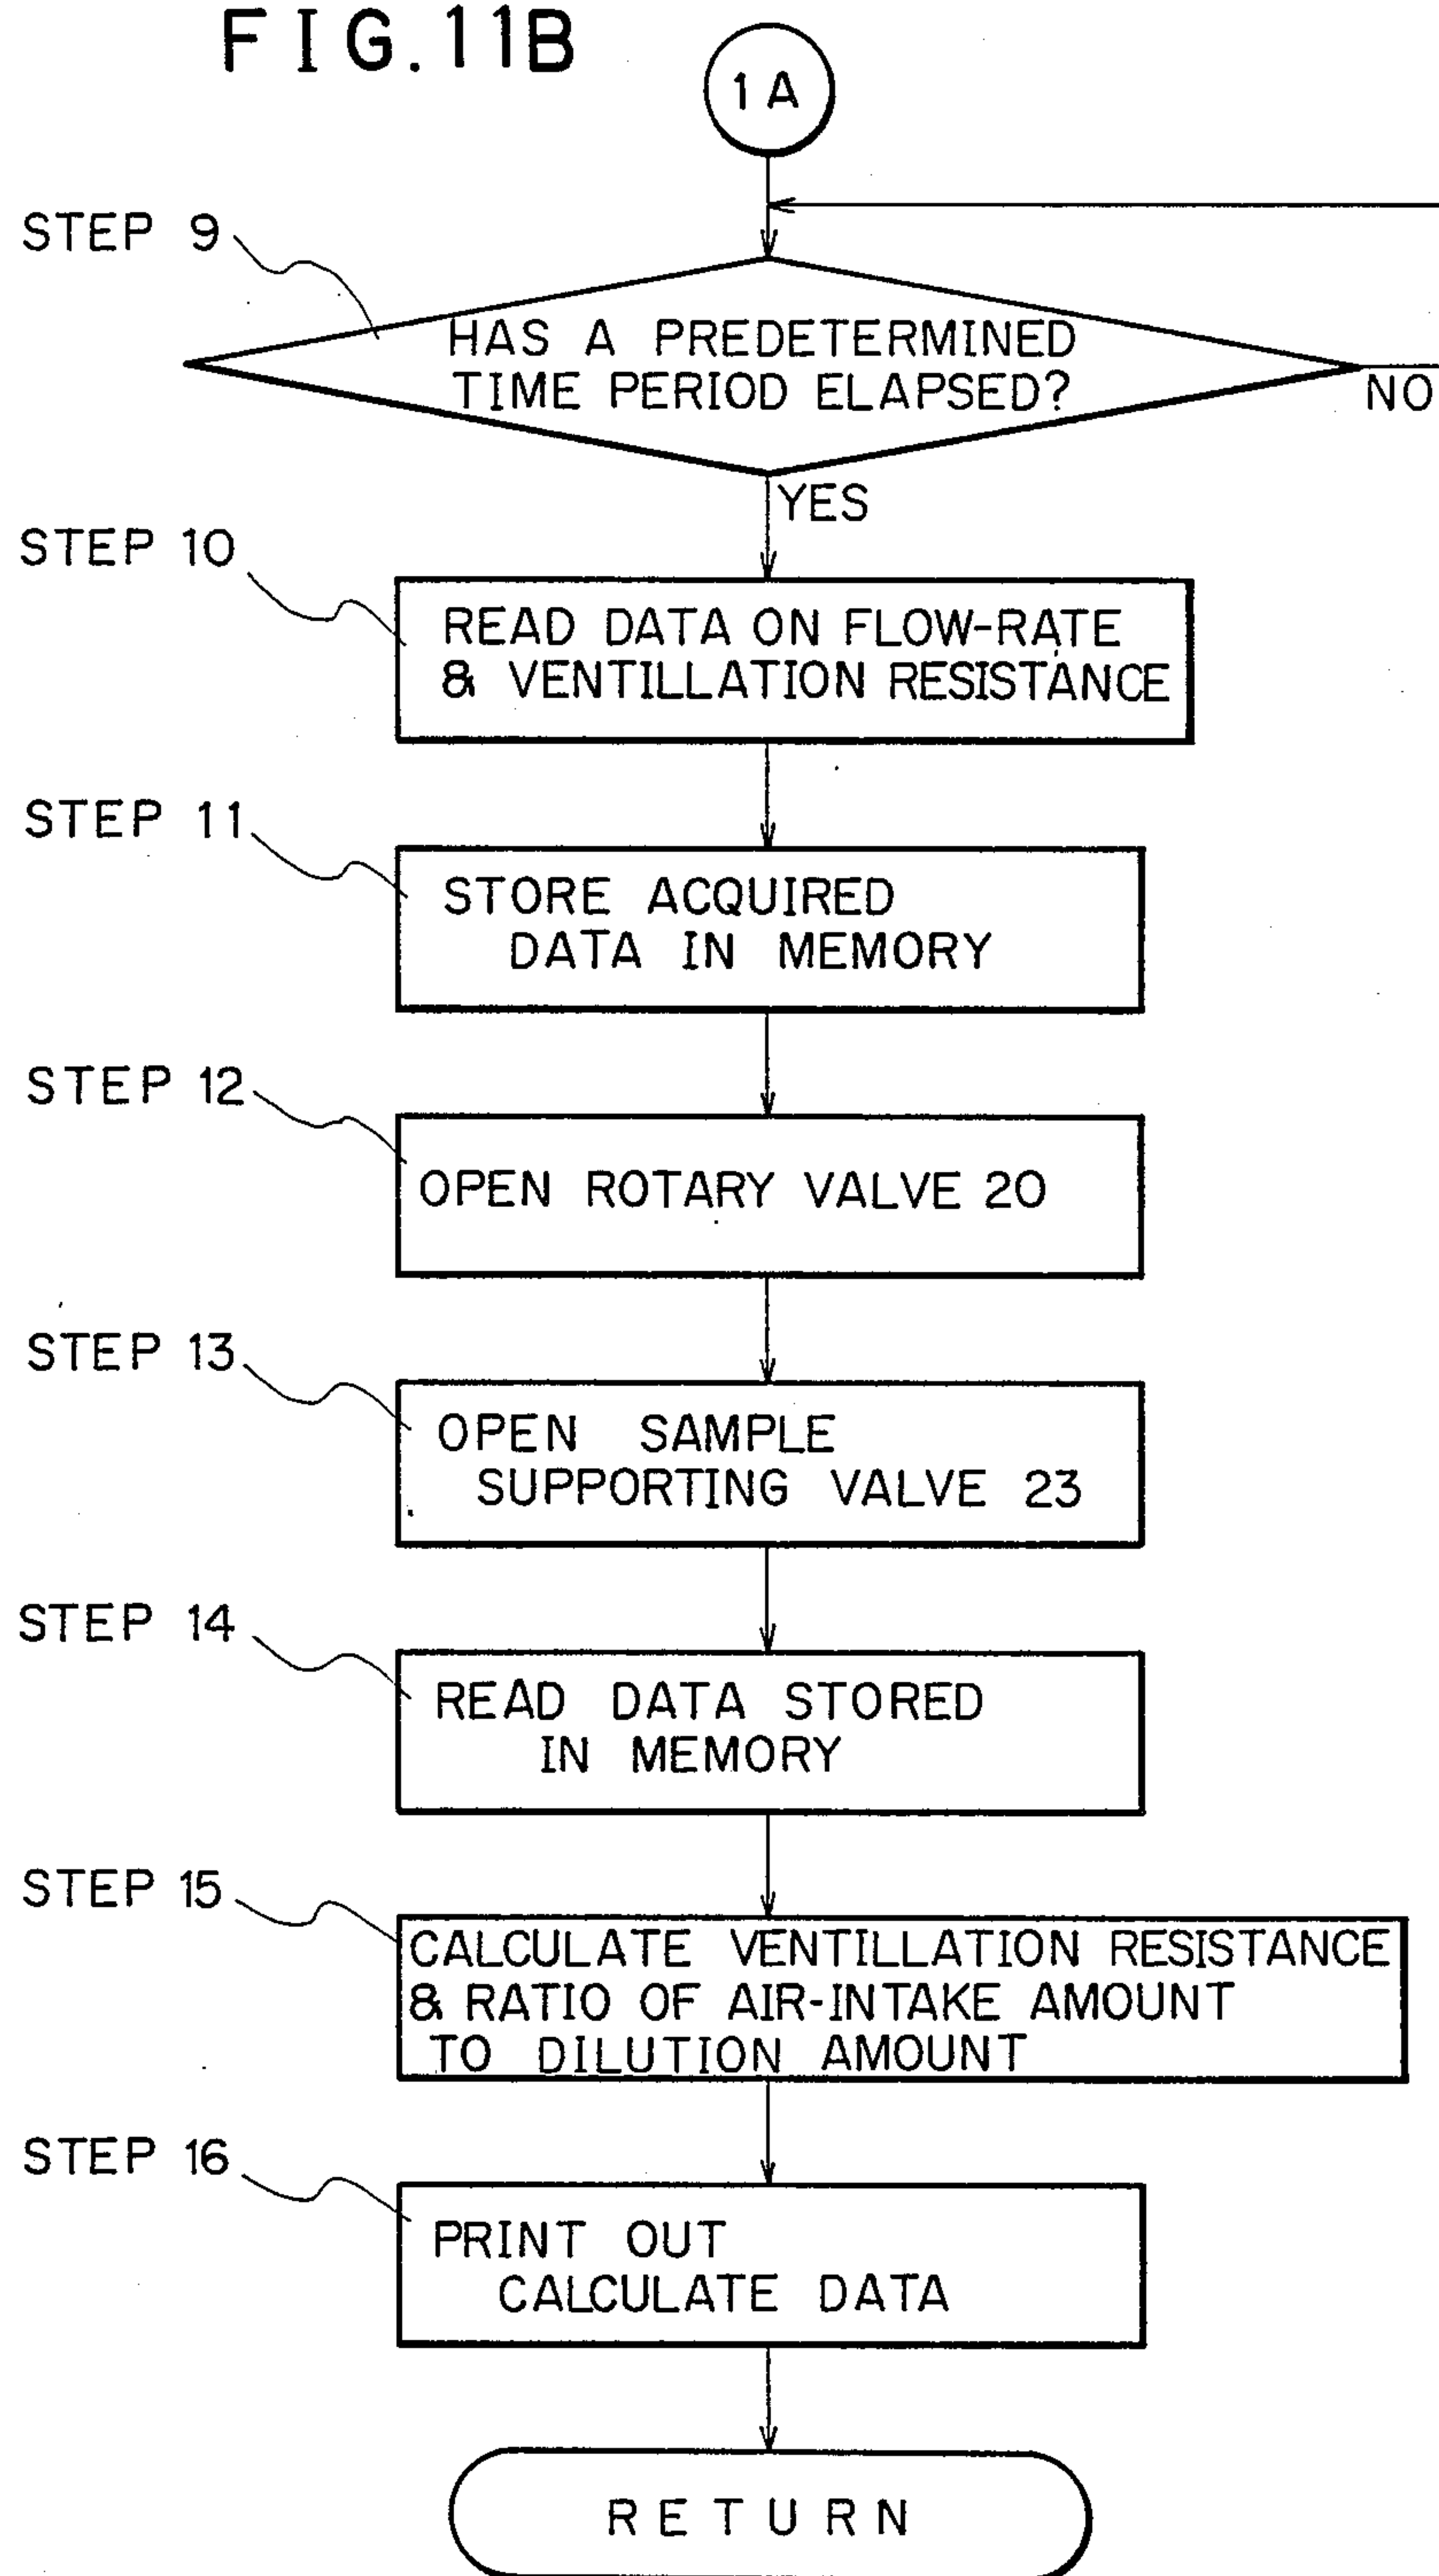 FIG.11B
1A
STEP 9
HAS A PREDETERMINED
TIME PERIOD ELAPSED?
NO
YES
STEP 10
READ DATA ON FLOW-RATE
& VENTILLATION RESISTANCE
STEP 11
STORE ACQUIRED
DATA IN MEMORY
STEP 12
OPEN ROTARY VALVE 20
STEP 13
OPEN SAMPLE
SUPPORTING VALVE 23
STEP 14
READ DATA STORED
IN MEMORY
STEP 15
CALCULATE VENTILLATION RESISTANCE
& RATIO OF AIR-INTAKE AMOUNT
TO DILUTION AMOUNT
STEP 16
PRINT OUT
CALCULATE DATA
RETURN